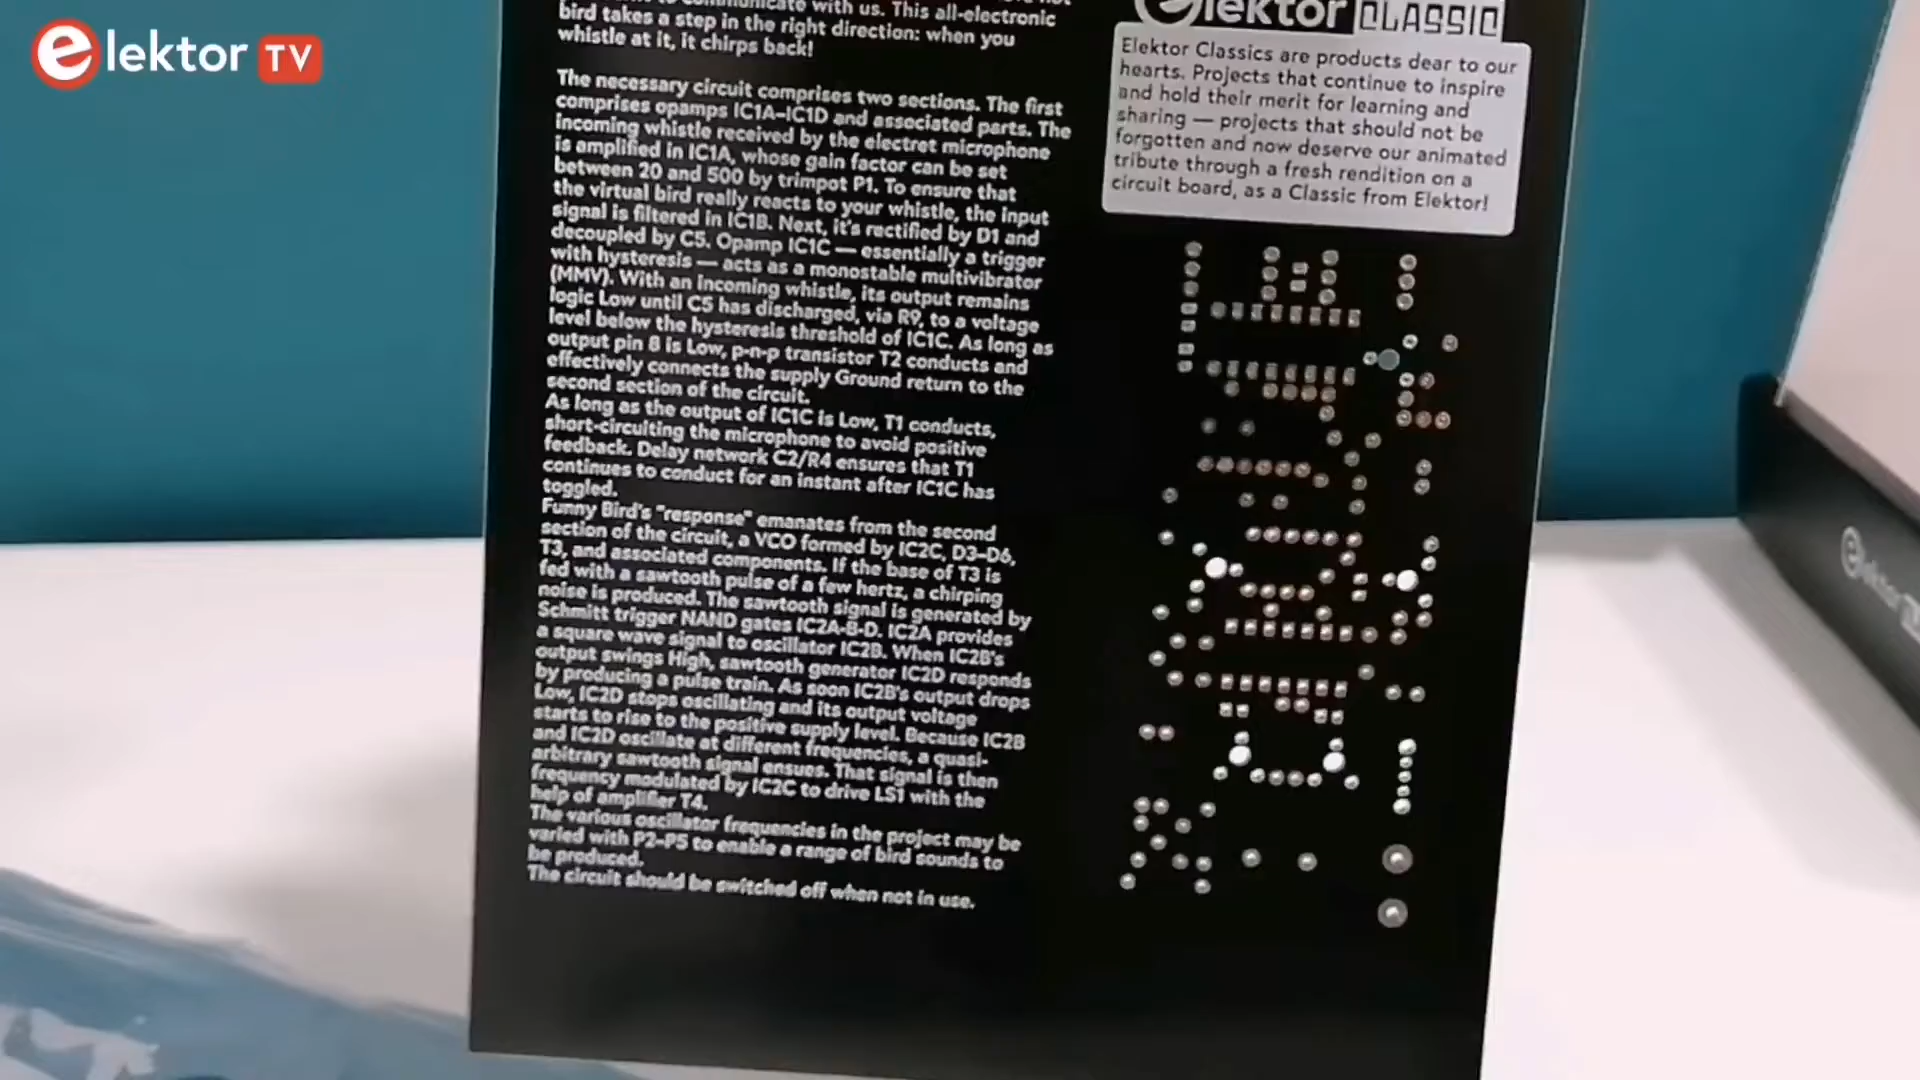 elektor TV
communicate with us. This all-electronic
bird takes a step in the right direction: when you
whistle at it, it chirps back!
The necessary circuit comprises two sections. The first
comprises opamps IC1A–IC1D and associated parts. The
incoming whistle received by the electret microphone
is amplified in IC1A, whose gain factor can be set
between 20 and 500 by trimpot P1. To ensure that
the virtual bird really reacts to your whistle, the input
signal is filtered in IC1B. Next, it's rectified by D1 and
decoupled by C5. Opamp IC1C — essentially a trigger
with hysteresis — acts as a monostable multivibrator
(MMV). With an incoming whistle, its output remains
logic Low until C5 has discharged, via R9, to a voltage
level below the hysteresis threshold of IC1C. As long as
output pin 8 is Low, p-n-p transistor T2 conducts and
effectively connects the supply Ground return to the
second section of the circuit.
As long as the output of IC1C is Low, T1 conducts,
short-circuiting the microphone to avoid positive
feedback. Delay network C2/R4 ensures that T1
continues to conduct for an instant after IC1C has
toggled.
Funny Bird's "response" emanates from the second
section of the circuit, a VCO formed by IC2C, D3–D6,
T3, and associated components. If the base of T3 is
fed with a sawtooth pulse of a few hertz, a chirping
noise is produced. The sawtooth signal is generated by
Schmitt trigger NAND gates IC2A-B-D. IC2A provides
a square wave signal to oscillator IC2B. When IC2B's
output swings High, sawtooth generator IC2D responds
by producing a pulse train. As soon IC2B's output drops
Low, IC2D stops oscillating and its output voltage
starts to rise to the positive supply level. Because IC2B
and IC2D oscillate at different frequencies, a quasi-
arbitrary sawtooth signal ensues. That signal is then
frequency modulated by IC2C to drive LS1 with the
help of amplifier T4.
The various oscillator frequencies in the project may be
varied with P2–P5 to enable a range of bird sounds to
be produced.
The circuit should be switched off when not in use.
elektor CLASSIC
Elektor Classics are products dear to our
hearts. Projects that continue to inspire
and hold their merit for learning and
sharing — projects that should not be
forgotten and now deserve our animated
tribute through a fresh rendition on a
circuit board, as a Classic from Elektor!
elektor